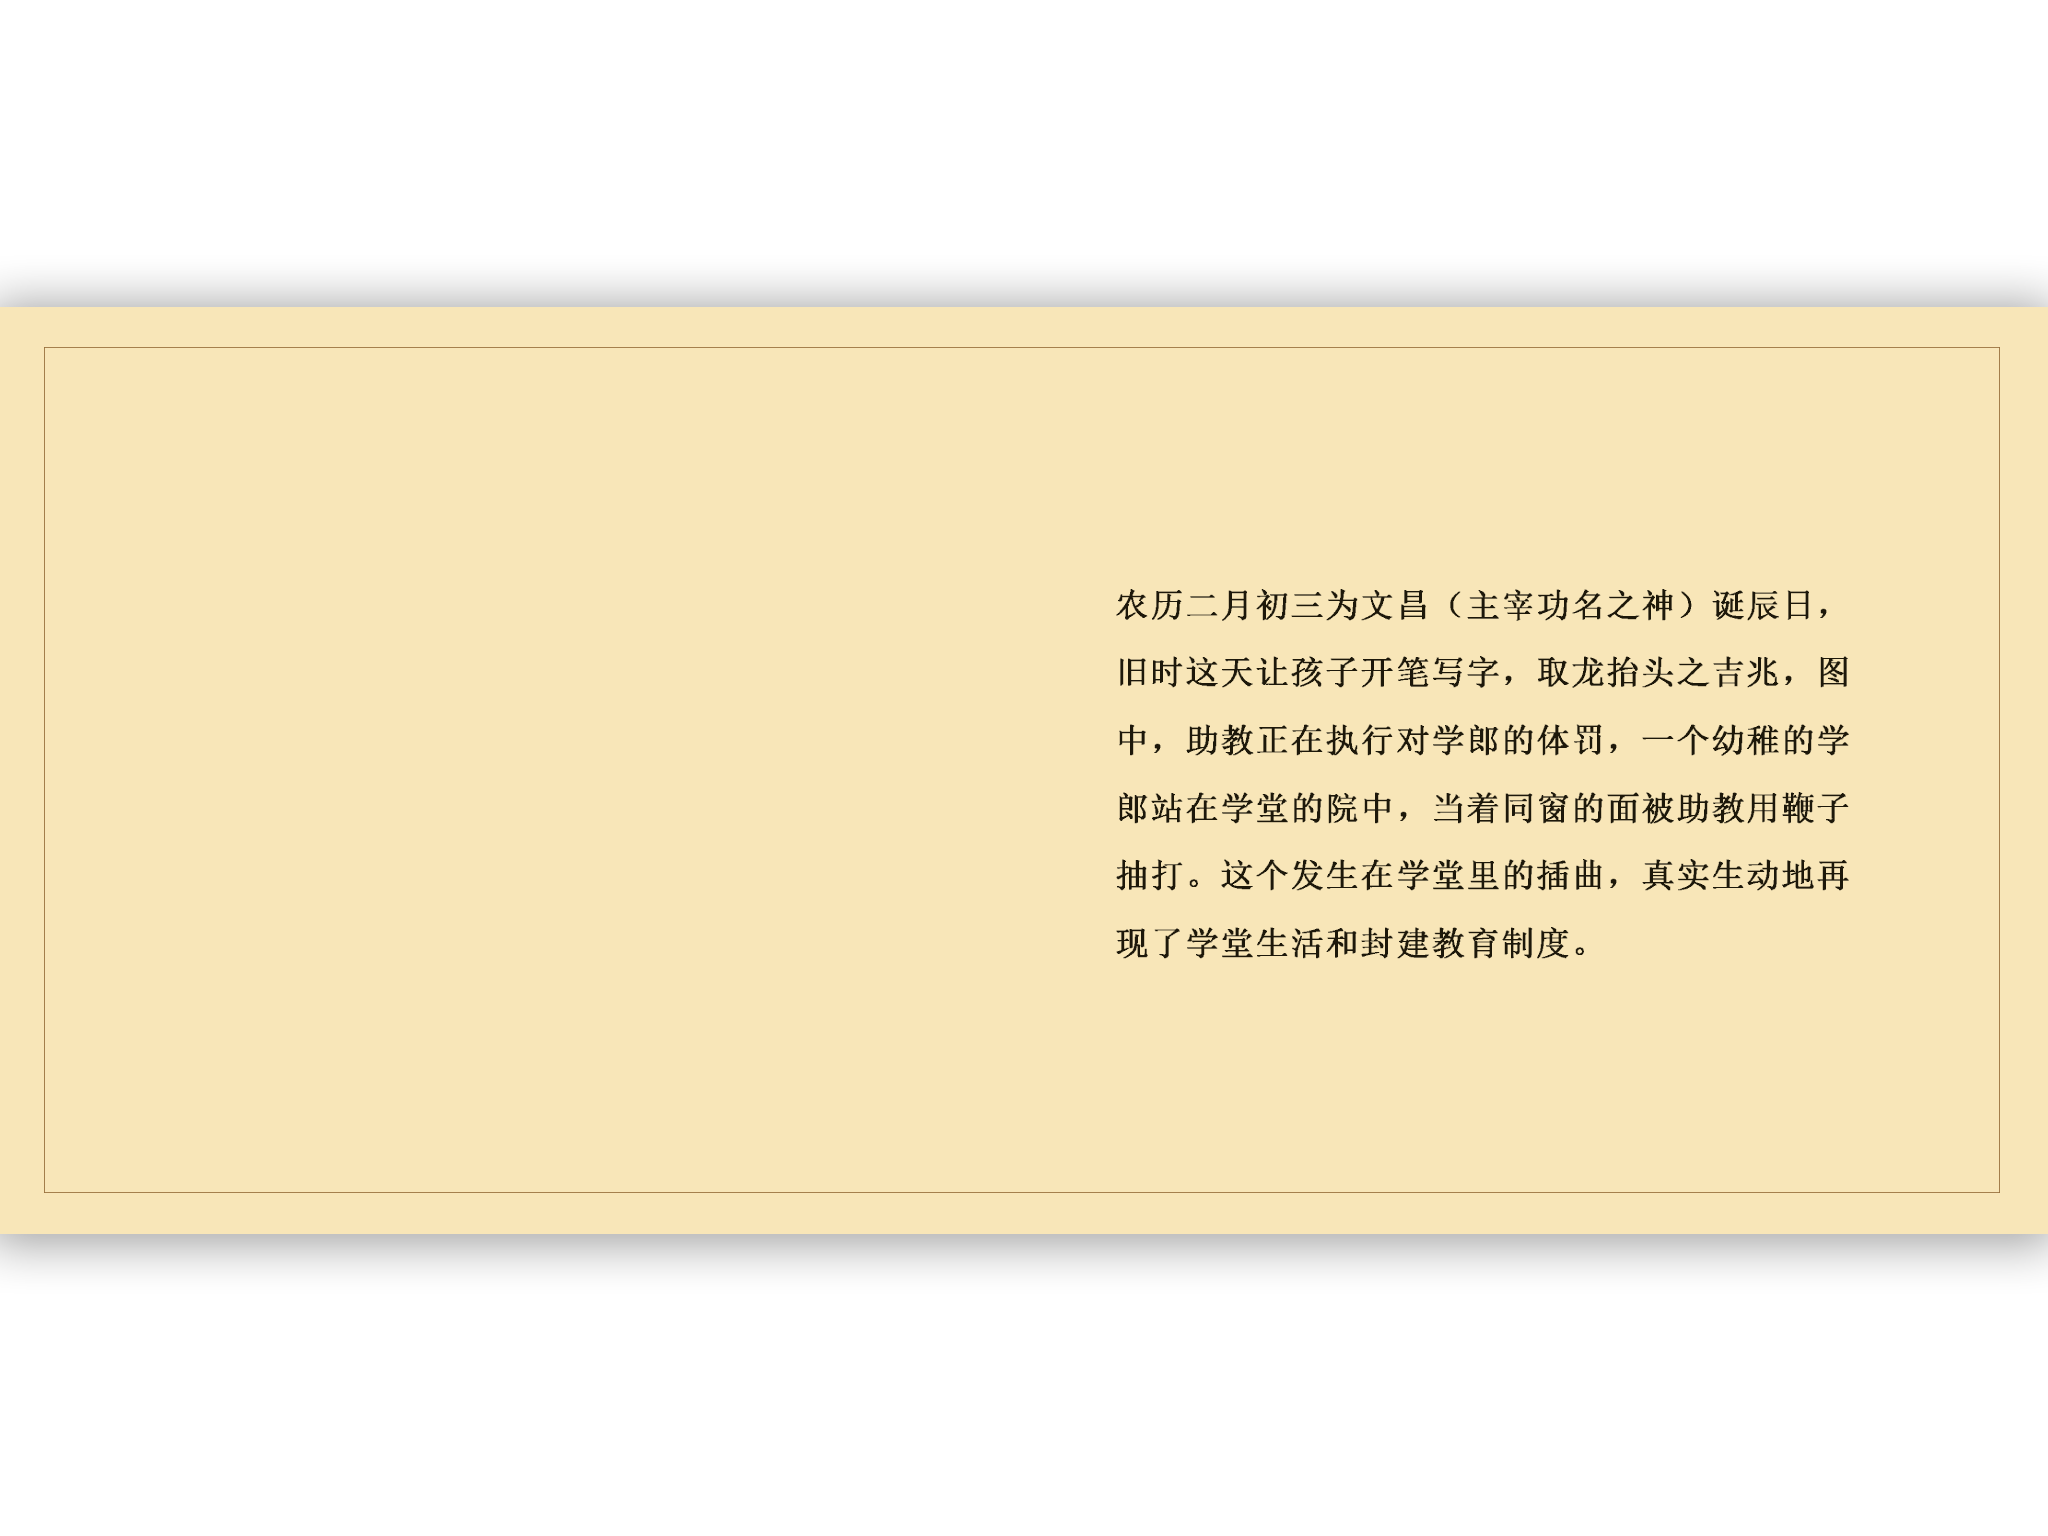 农历二月初三为文昌（主宰功名之神）诞辰日，
旧时这天让孩子开笔写字，取龙抬头之吉兆，图
中，助教正在执行对学郎的体罚，一个幼稚的学
郎站在学堂的院中，当着同窗的面被助教用鞭子
抽打。这个发生在学堂里的插曲，真实生动地再
现了学堂生活和封建教育制度。